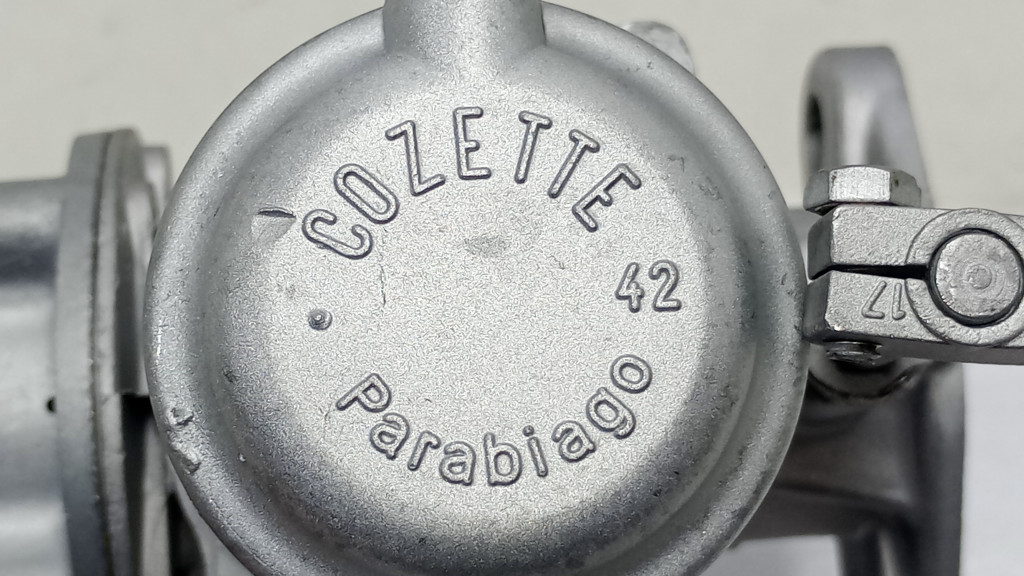 COZETTE
42
Parabiago
17